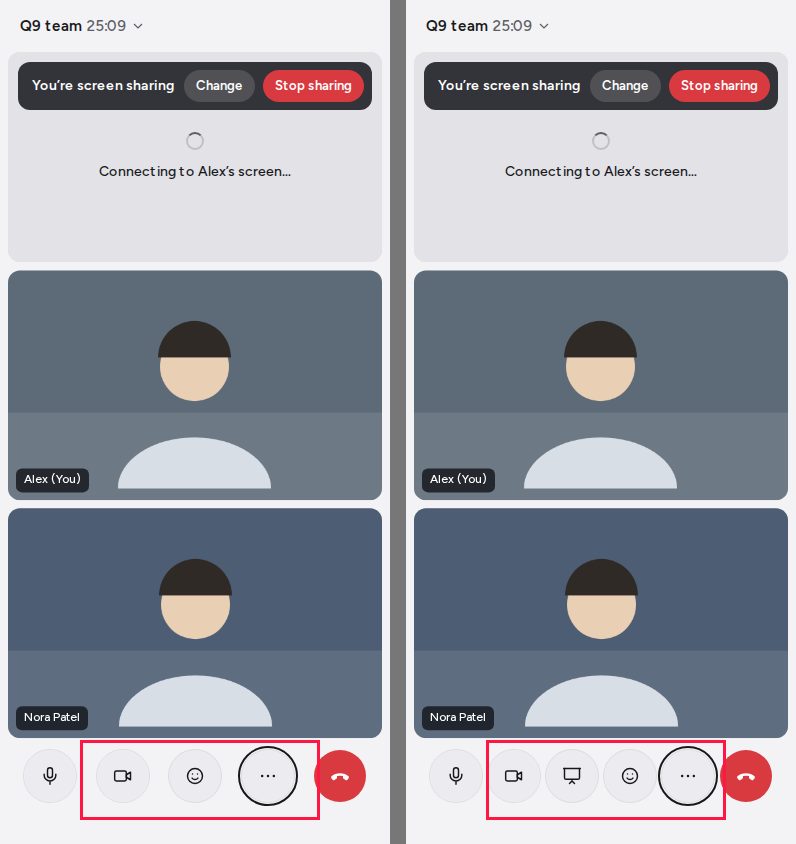 Q9 team 25:09
You're screen sharing Change Stop sharing
Connecting to Alex's screen...
Alex (You)
Nora Patel
Q9 team 25:09
You're screen sharing Change Stop sharing
Connecting to Alex's screen...
Alex (You)
Nora Patel